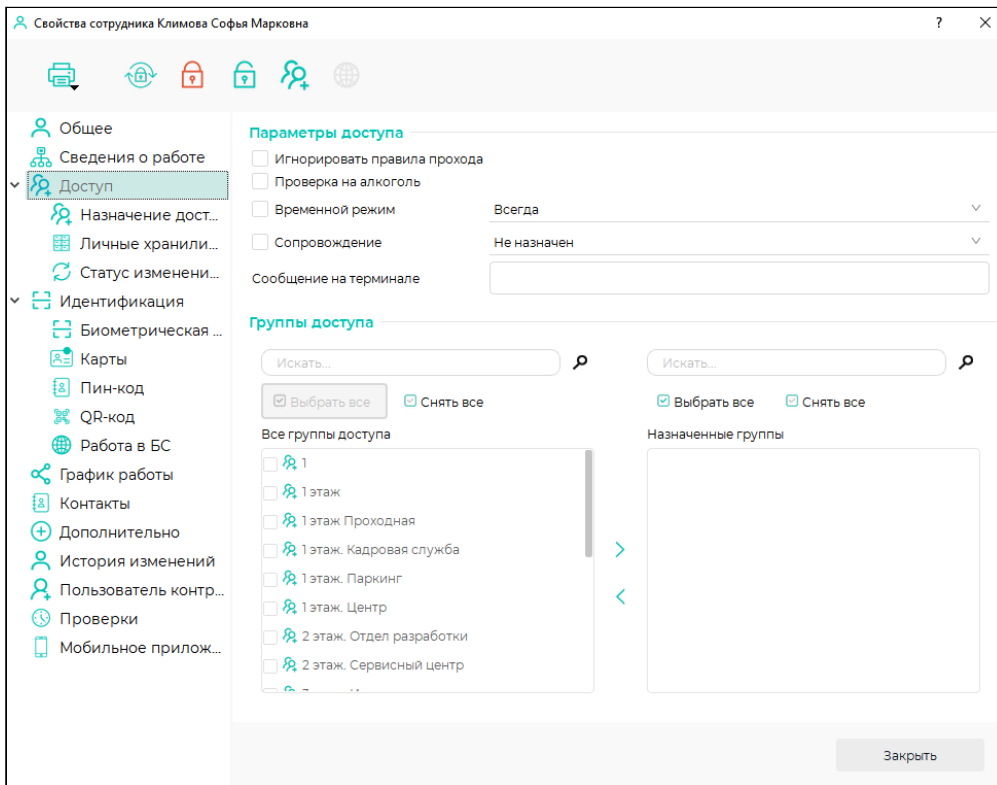 Свойства сотрудника Климова Софья Марковна
?
Общее
Сведения о работе
Доступ
Назначение дост...
Личные хранили...
Статус изменени...
Идентификация
Биометрическая ...
Карты
Пин-код
QR-код
Работа в БС
График работы
Контакты
Дополнительно
История изменений
Пользователь контр...
Проверки
Мобильное прилож...
Параметры доступа
Игнорировать правила прохода
Проверка на алкоголь
Временной режим Всегда
Сопровождение Не назначен
Сообщение на терминале
Группы доступа
Искать...
Выбрать все Снять все
Все группы доступа
1
1 этаж
1 этаж Проходная
1 этаж. Кадровая служба
1 этаж. Паркинг
1 этаж. Центр
2 этаж. Отдел разработки
2 этаж. Сервисный центр
Искать...
Выбрать все Снять все
Назначенные группы
Закрыть